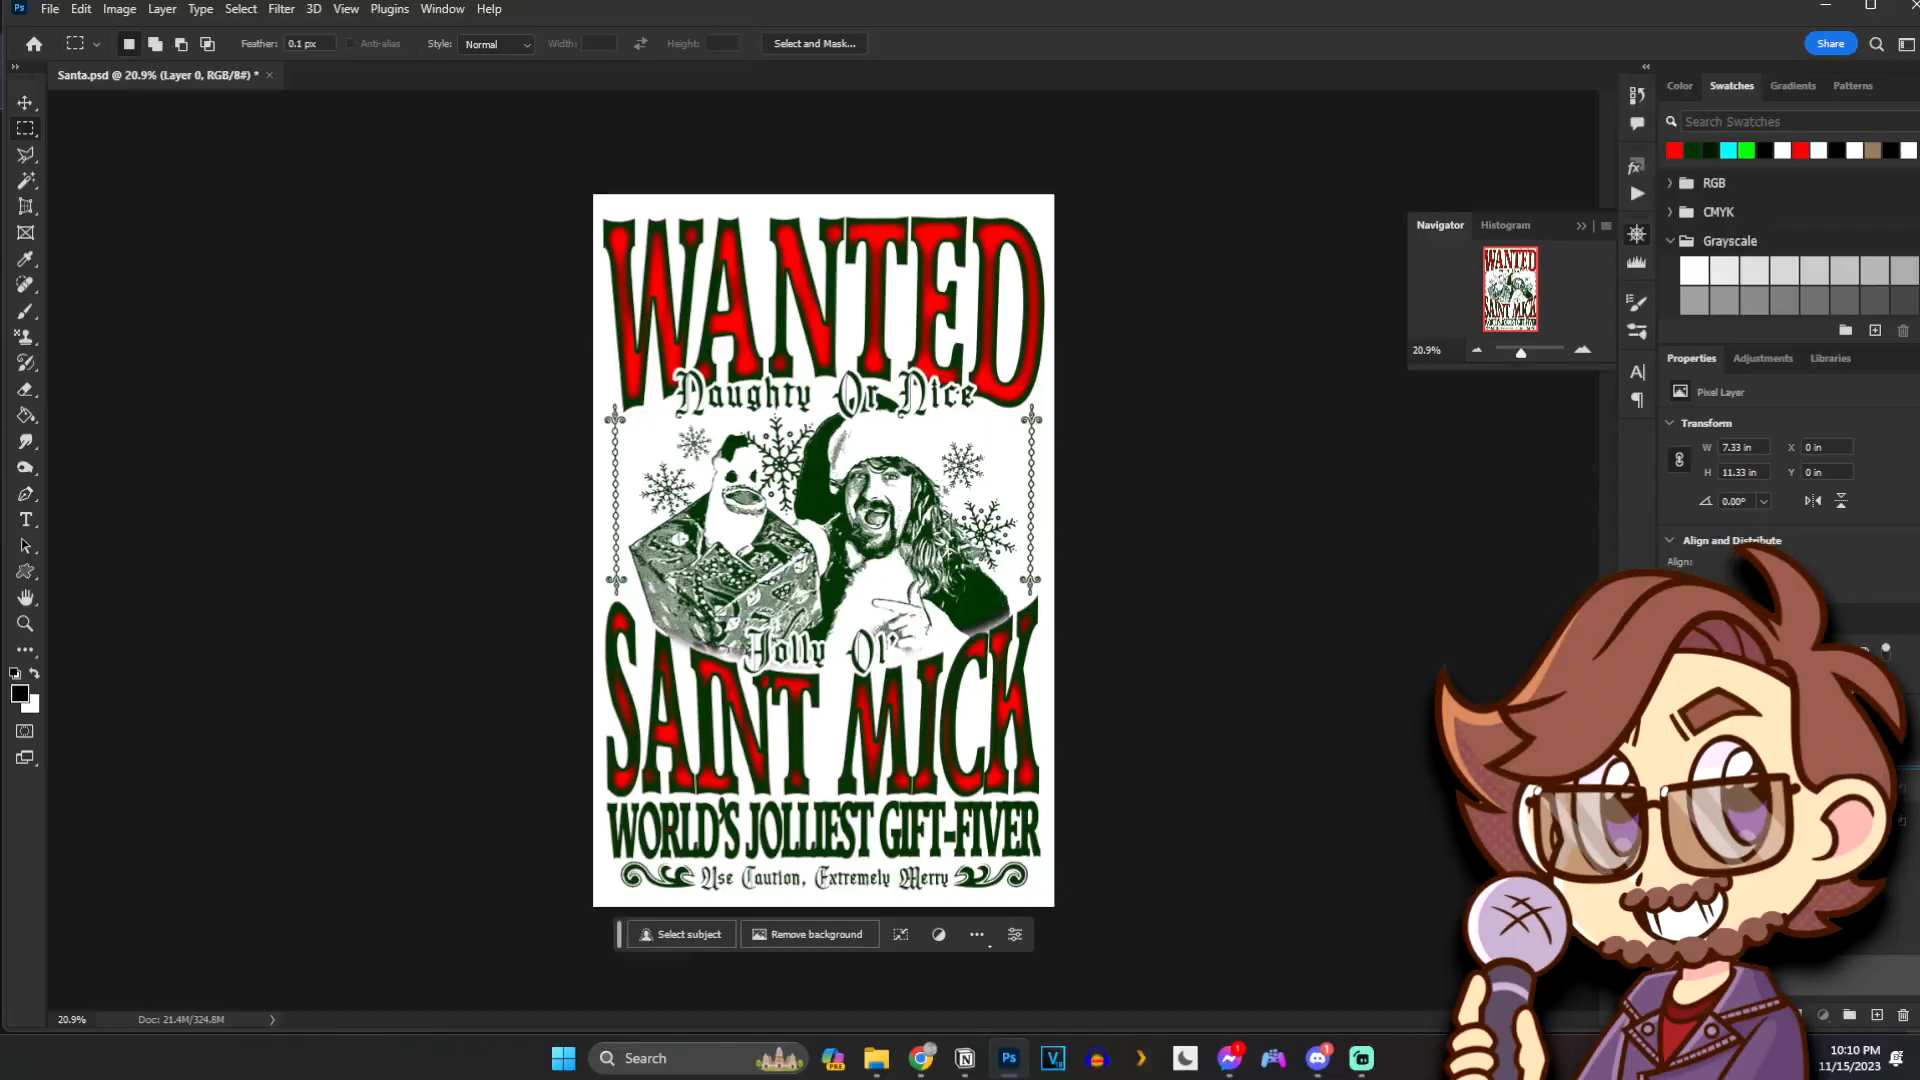 Ps File Edit Image Layer Type Select Filter 3D View Plugins Window Help
Feather: 0.1 px Anti-alias Style: Normal Width: Height: Select and Mask... Share
Santa.psd @ 20.9% (Layer 0, RGB/8#) *
Color Swatches Gradients Patterns
Search Swatches
RGB
CMYK
Grayscale
Navigator Histogram
20.9%
Properties Adjustments Libraries
Pixel Layer
Transform
W 7.33 in X 0 in
H 11.33 in Y 0 in
0.00°
Align and Distribute
Align:
WANTED
Naughty Or Nice
Jolly Ol'
SAINT MICK
WORLD'S JOLLIEST GIFT-FIVER
Use Caution, Extremely Merry
Select subject Remove background
20.9% Doc: 21.4M/324.8M
Search
PRE
Ps
1
1
10:10 PM
11/15/2023